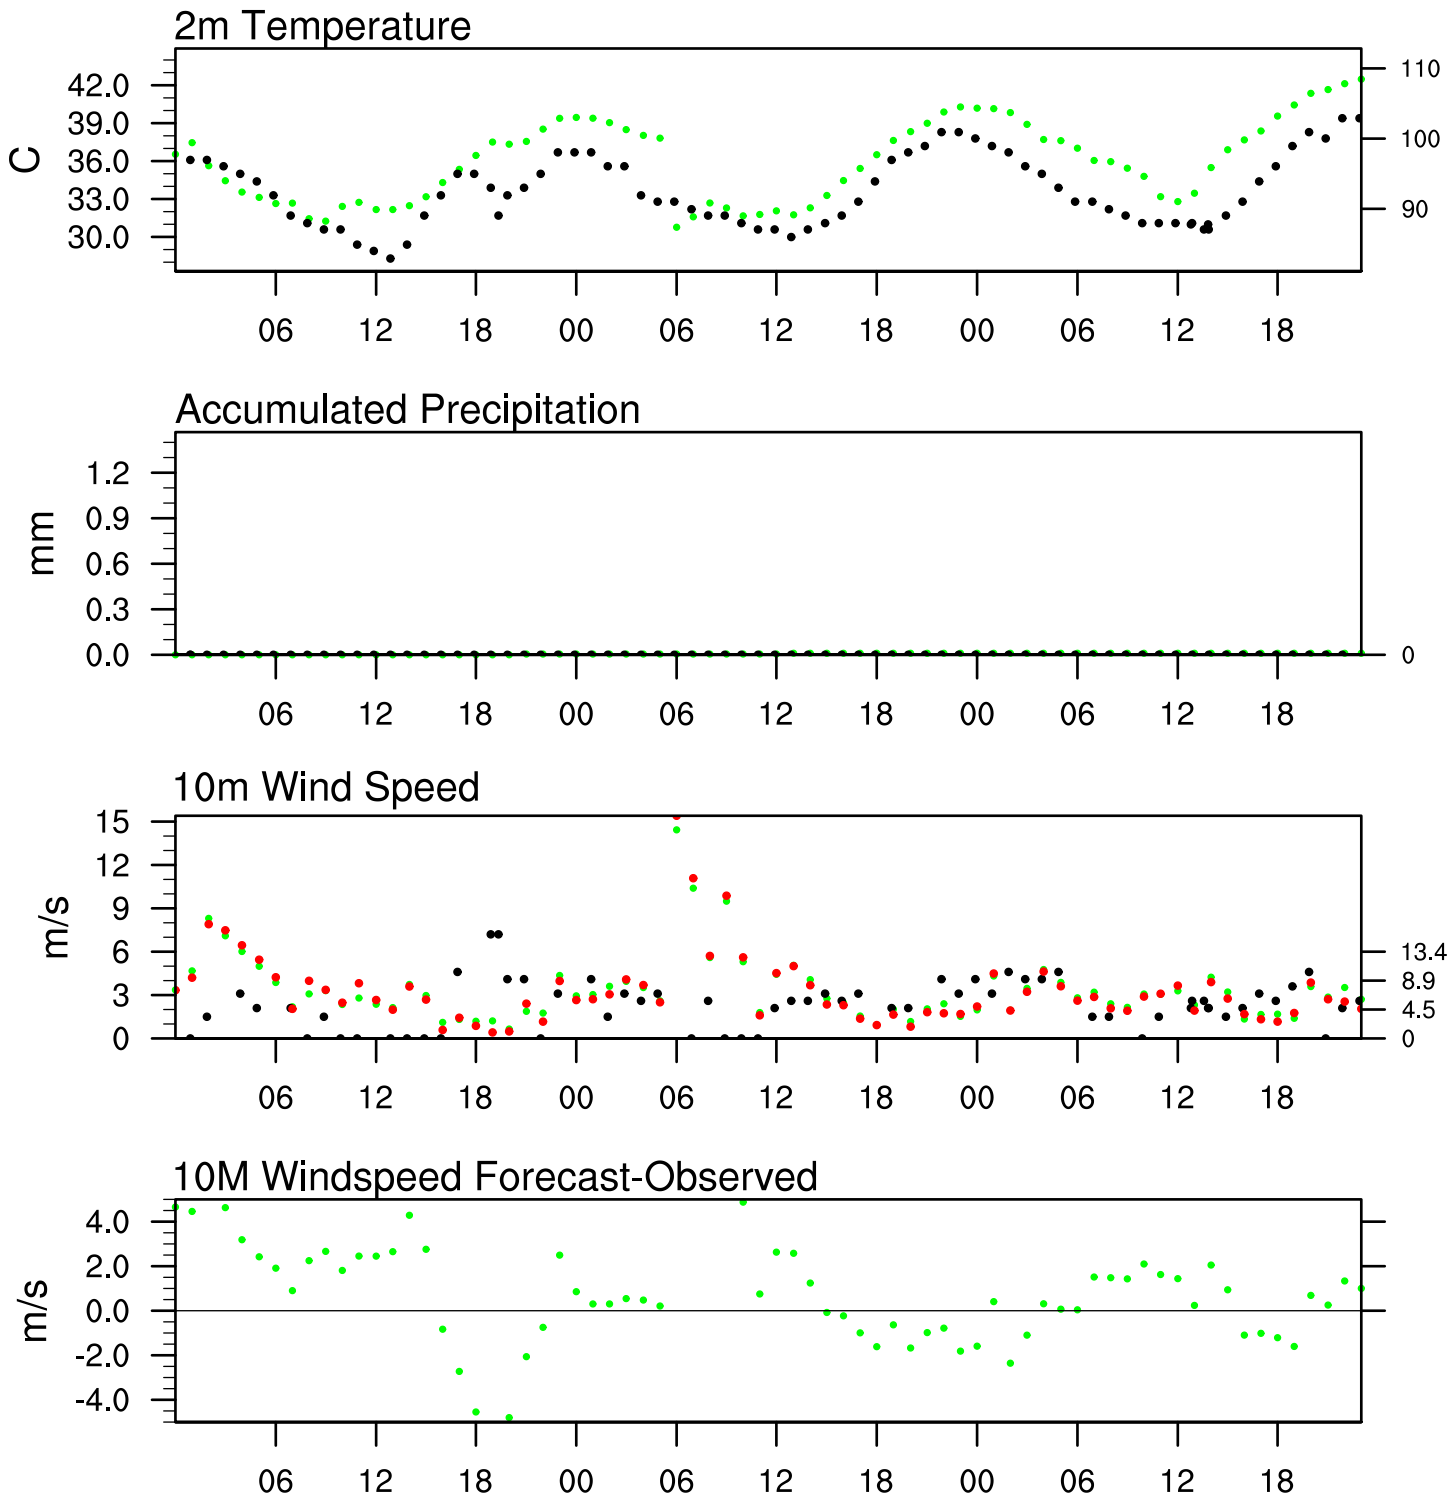 2m Temperature
42.0
39.0
36.0
33.0
30.0
C
110
100
90
06 12 18 00 06 12 18 00 06 12 18
Accumulated Precipitation
1.2
0.9
0.6
0.3
0.0
mm
0
06 12 18 00 06 12 18 00 06 12 18
10m Wind Speed
15
12
9
6
3
0
m/s
13.4
8.9
4.5
0
06 12 18 00 06 12 18 00 06 12 18
10M Windspeed Forecast-Observed
4.0
2.0
0.0
-2.0
-4.0
m/s
06 12 18 00 06 12 18 00 06 12 18